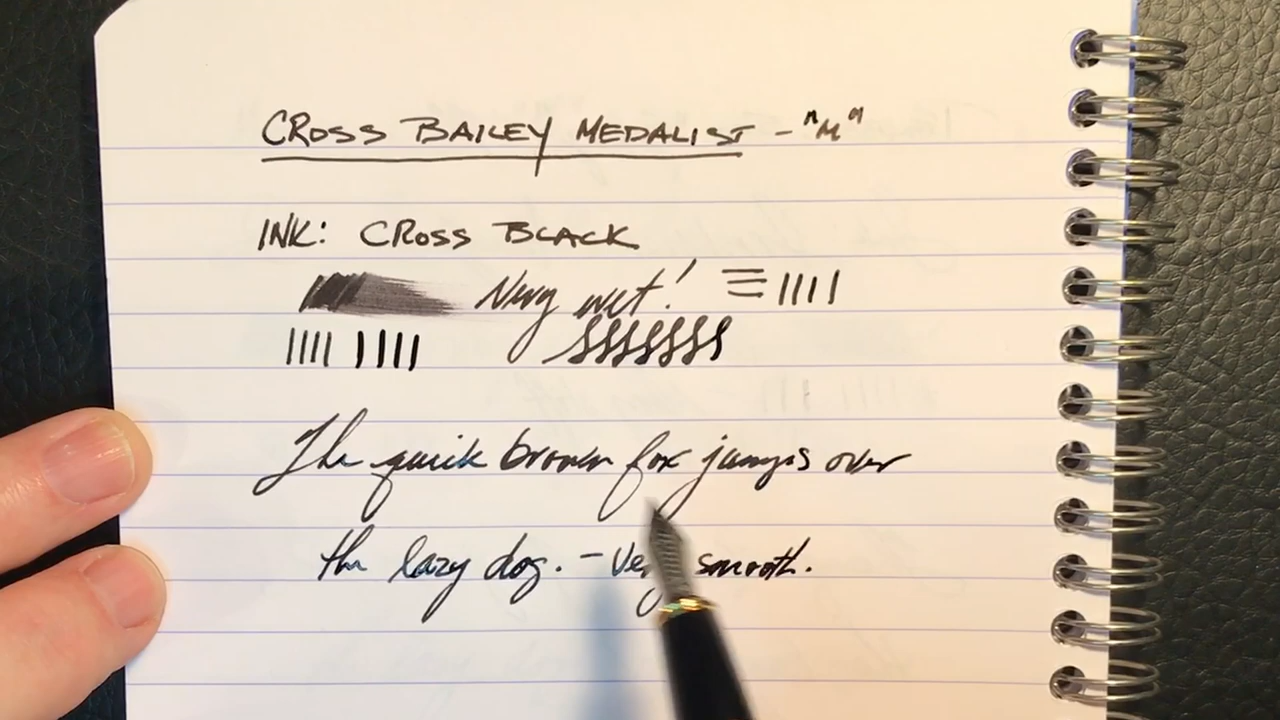 CROSS BAILEY MEDALIST - "M"
INK: CROSS BLACK
Very wet!
The quick brown fox jumps over
the lazy dog. - Very smooth.